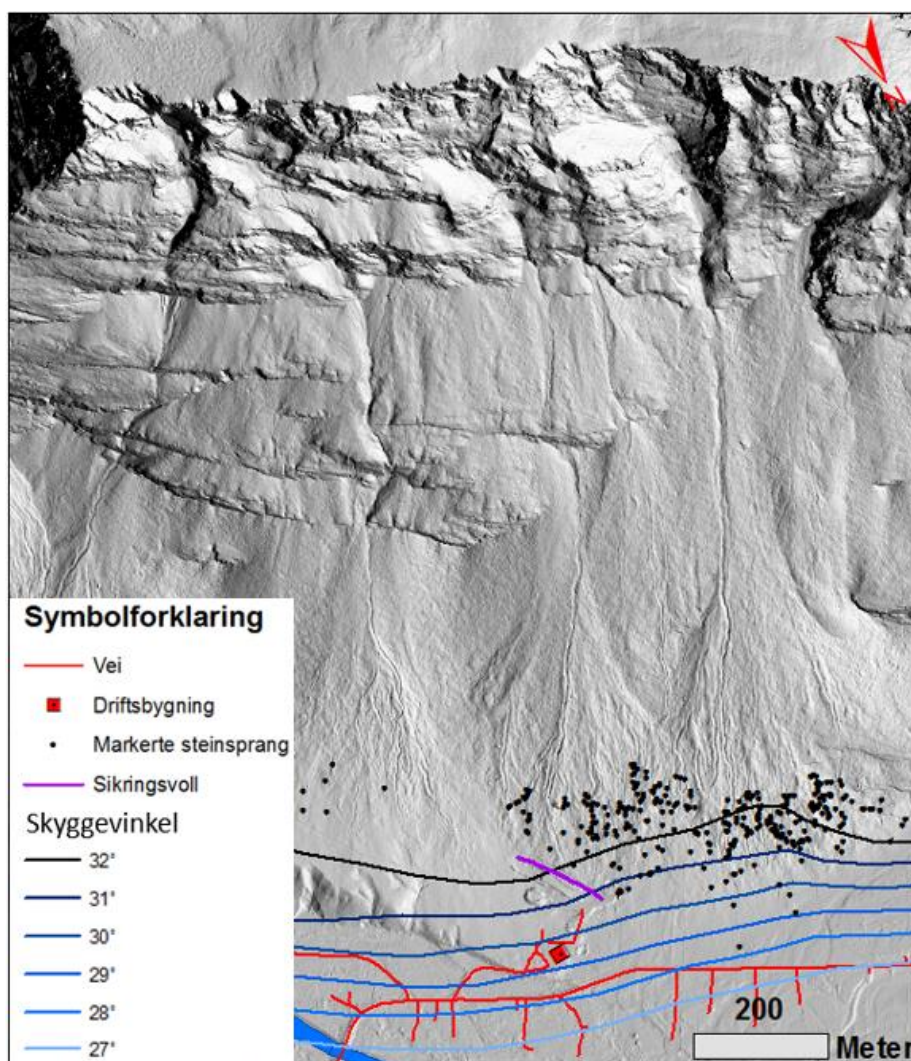 Symbolforklaring
Vei
Driftsbygning
Markerte steinsprang
Sikringsvoll
Skyggevinkel
32°
31°
30°
29°
28°
27°
200
Meter